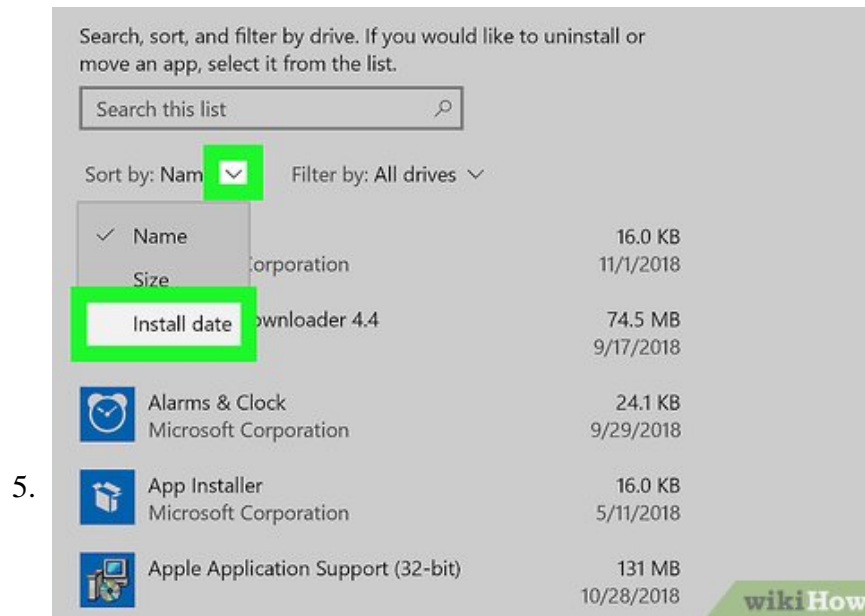 Search, sort, and filter by drive. If you would like to uninstall or
move an app, select it from the list.
Search this list
Sort by: Nam Filter by: All drives
Name 16.0 KB
orporation 11/1/2018
Size
Install date ownloader 4.4 74.5 MB
9/17/2018
Alarms & Clock 24.1 KB
Microsoft Corporation 9/29/2018
5.
App Installer 16.0 KB
Microsoft Corporation 5/11/2018
Apple Application Support (32-bit) 131 MB
10/28/2018
wikiHow